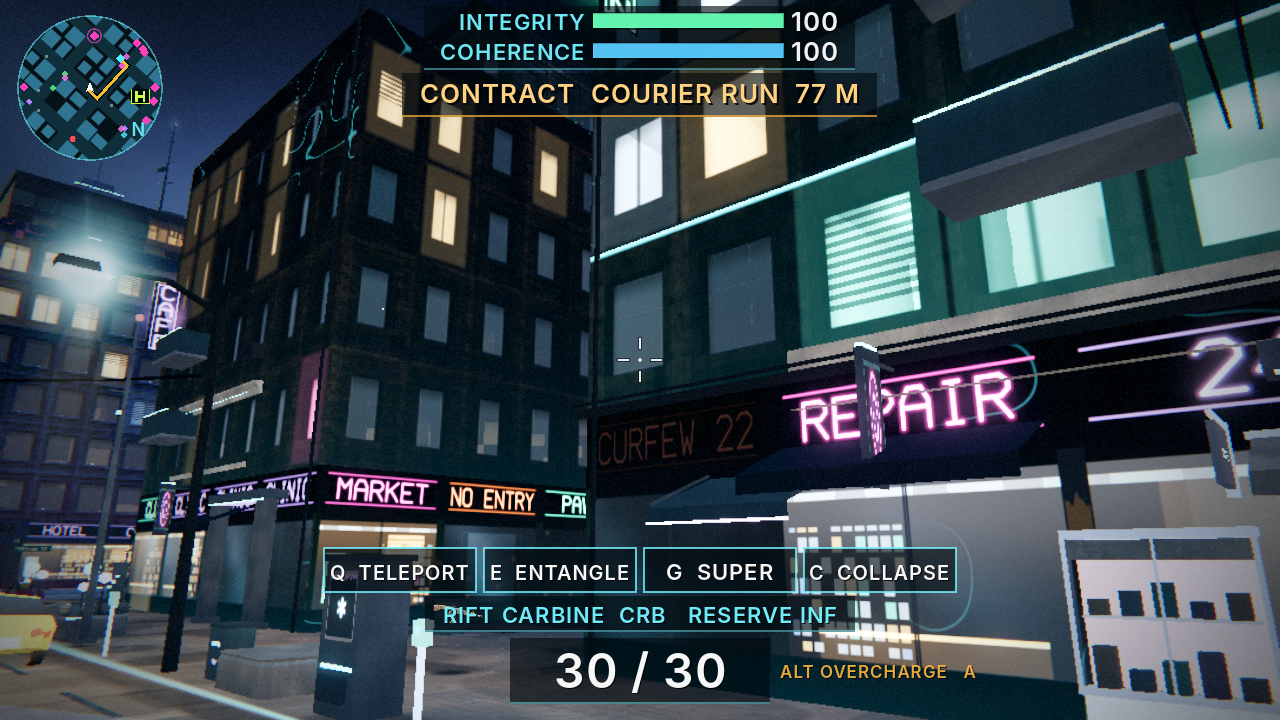 INTEGRITY 100
COHERENCE 100
CONTRACT COURIER RUN 77 M
H
N
REPAIR
CURFEW 22
MARKET
NO ENTRY
CLINIC
HOTEL
Q TELEPORT
E ENTANGLE
G SUPER
C COLLAPSE
RIFT CARBINE CRB RESERVE INF
30 / 30
ALT OVERCHARGE A